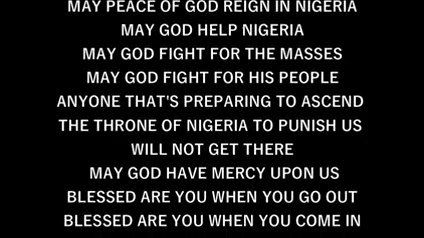 MAY PEACE OF GOD REIGN IN NIGERIA
MAY GOD HELP NIGERIA
MAY GOD FIGHT FOR THE MASSES
MAY GOD FIGHT FOR HIS PEOPLE
ANYONE THAT'S PREPARING TO ASCEND
THE THRONE OF NIGERIA TO PUNISH US
WILL NOT GET THERE
MAY GOD HAVE MERCY UPON US
BLESSED ARE YOU WHEN YOU GO OUT
BLESSED ARE YOU WHEN YOU COME IN